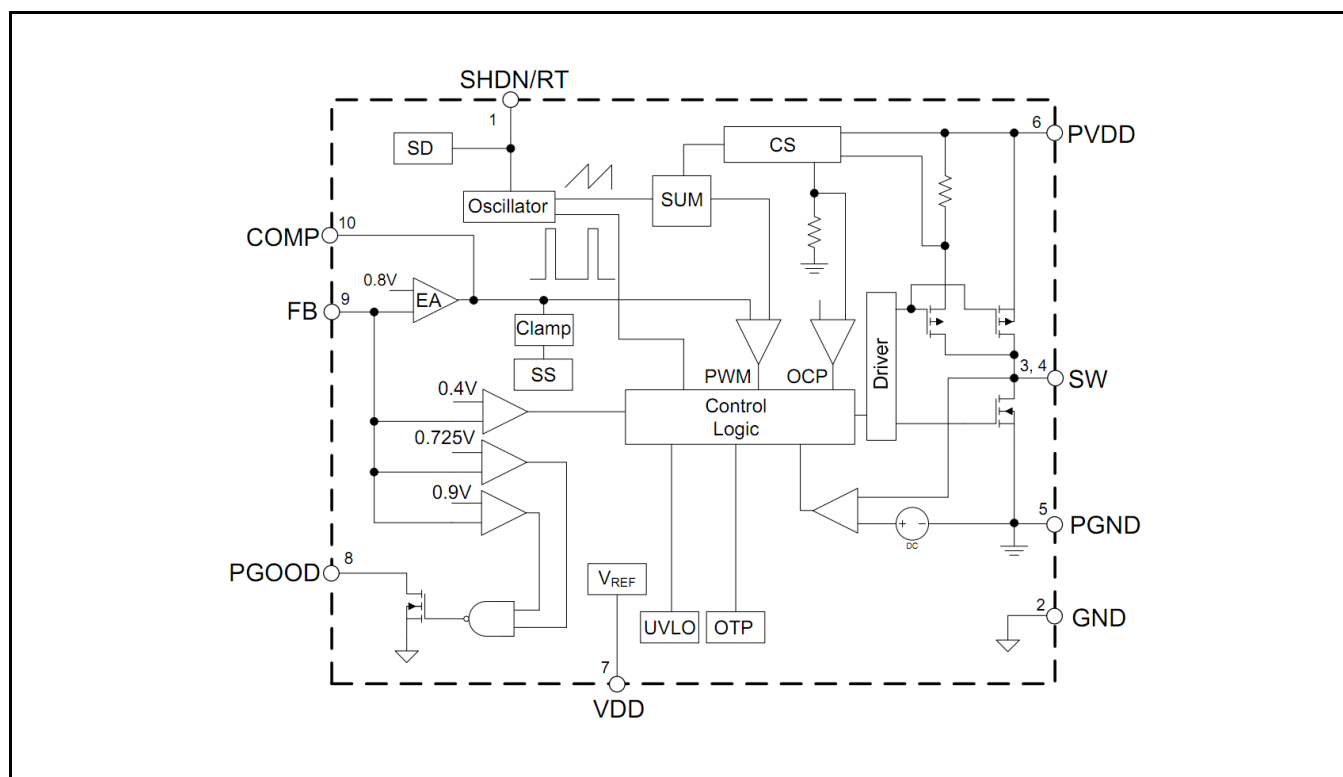 SHDN/RT
1
6
PVDD
SD
CS
Oscillator
SUM
10
COMP
0.8V
EA
9
FB
Clamp
SS
PWM
OCP
Driver
3, 4
SW
0.4V
Control
Logic
0.725V
0.9V
+ -
DC
5
PGND
8
PGOOD
VREF
UVLO
OTP
2
GND
7
VDD